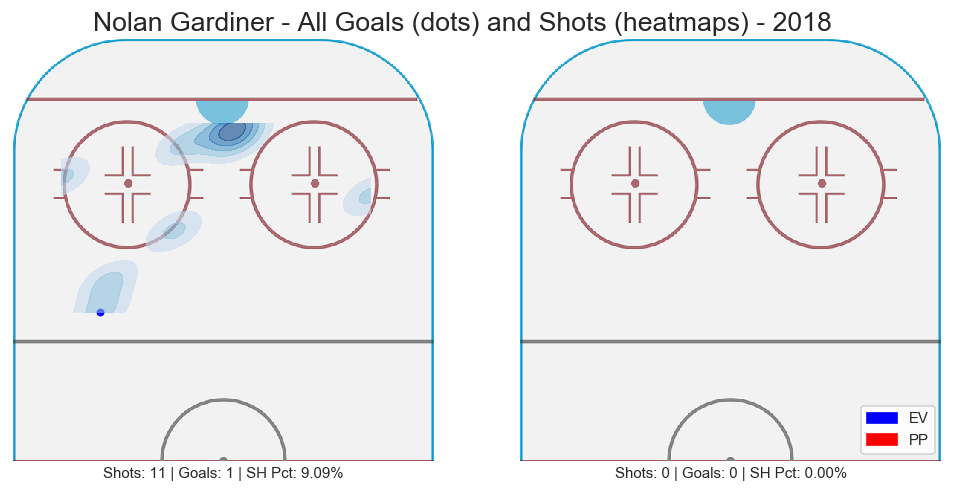 Nolan Gardiner - All Goals (dots) and Shots (heatmaps) - 2018
EV
PP
Shots: 11 | Goals: 1 | SH Pct: 9.09%
Shots: 0 | Goals: 0 | SH Pct: 0.00%